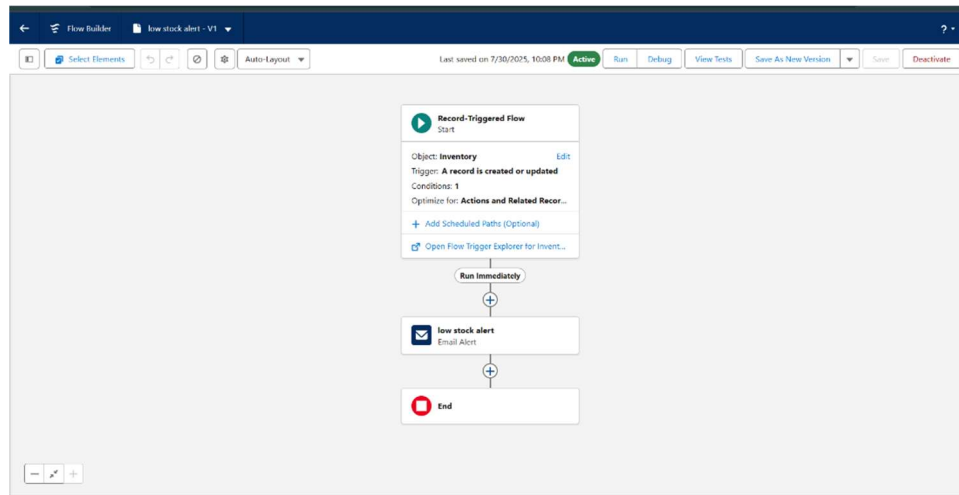 Flow Builder
low stock alert - V1
?
Select Elements
Auto-Layout
Last saved on 7/30/2025, 10:08 PM
Active
Run
Debug
View Tests
Save As New Version
Save
Deactivate
Record-Triggered Flow
Start
Object: Inventory
Edit
Trigger: A record is created or updated
Conditions: 1
Optimize for: Actions and Related Recor...
+ Add Scheduled Paths (Optional)
Open Flow Trigger Explorer for Invent...
Run Immediately
low stock alert
Email Alert
End